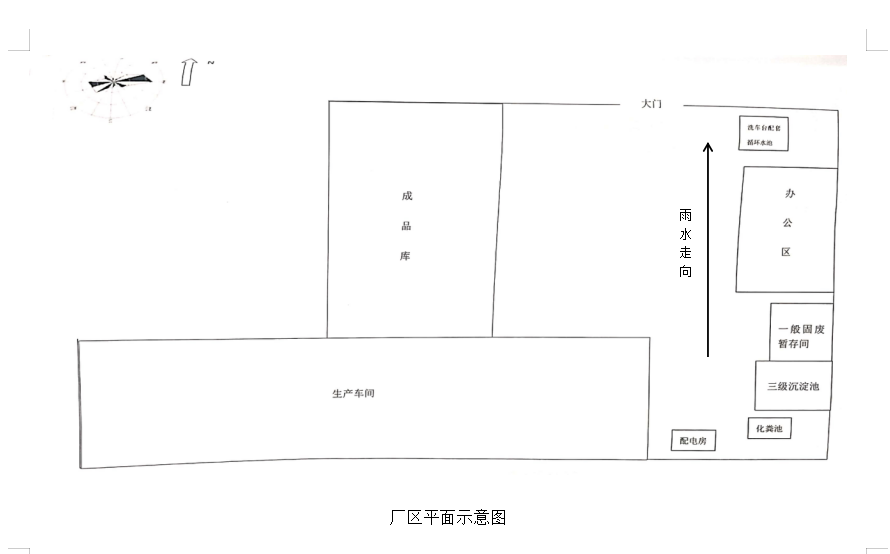 N
大门
洗车台配套
循环水池
成品库
办公区
雨水走向
一般固废
暂存间
三级沉淀池
生产车间
化粪池
配电房
厂区平面示意图